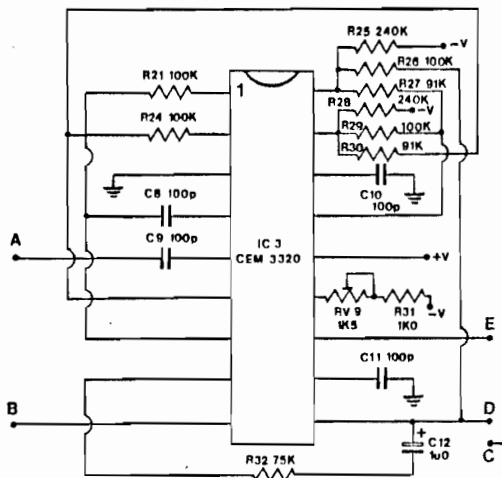 R25 240K
-V
R26 100K
R21 100K
R27 91K
1
R28
240K
-V
R24 100K
R29
100K
R30
91K
C8 100p
C10
100p
A
C9 100p
IC 3
CEM 3320
+V
RV 9
1K5
R31
1K0
-V
E
C11 100p
B
D
+
C12
1u0
C
R32 75K